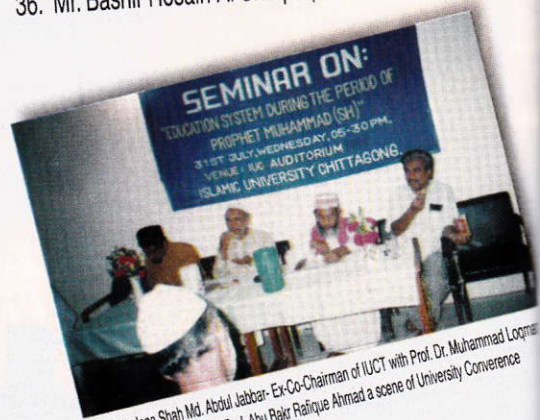 36. Mr. Bashir Hosain
SEMINAR ON:
"EDUCATION SYSTEM DURING THE PERIOD OF
PROPHET MUHAMMAD (SH)"
31ST JULY, WEDNESDAY, 05-30 PM.
VENUE: IUC AUDITORIUM
ISLAMIC UNIVERSITY CHITTAGONG.
Shah Md. Abdul Jabbar- Ex-Co-Chairman of IUCT with Prof. Dr. Muhammad Loqman
Abu Bakr Rafique Ahmad a scene of University Converence